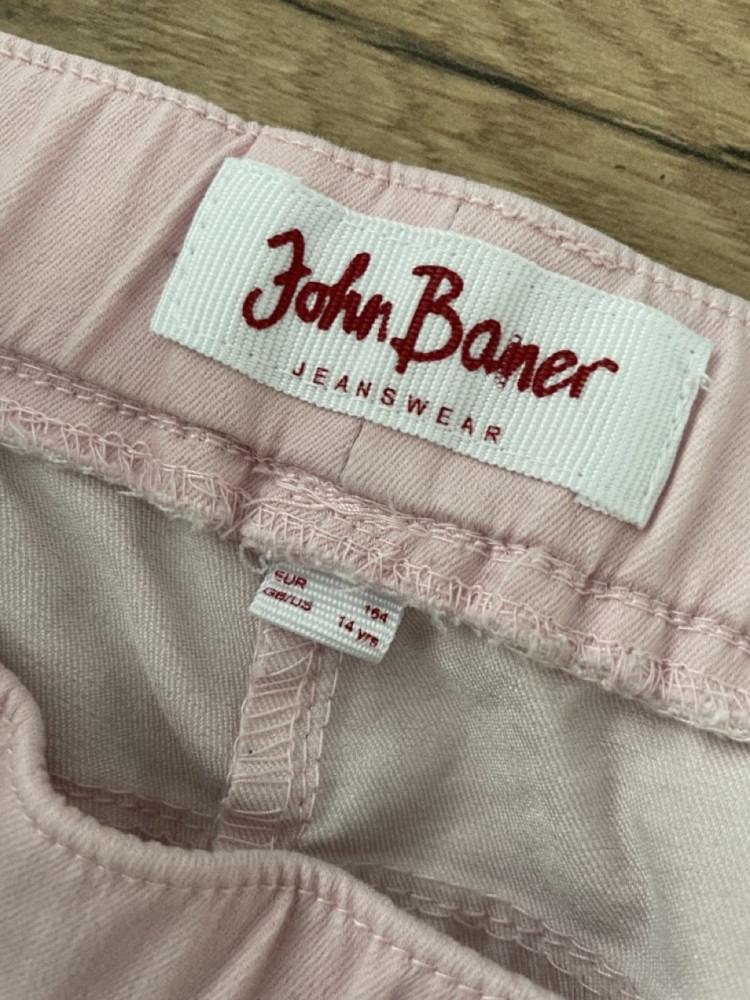 John Baner
JEANSWEAR
EUR 164
GB/US 14 yrs